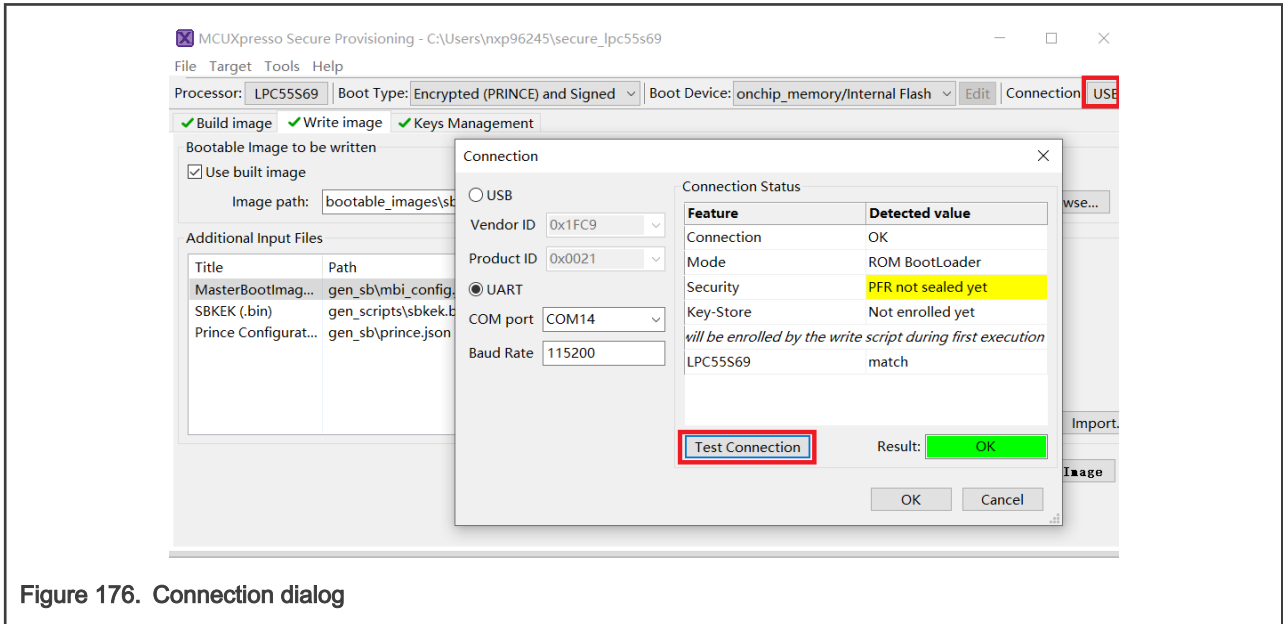 MCUXpresso Secure Provisioning - C:\Users\nxp96245\secure_lpc55s69
File Target Tools Help
Processor: LPC55S69 Boot Type: Encrypted (PRINCE) and Signed Boot Device: onchip_memory/Internal Flash Edit Connection USB
Build image Write image Keys Management
Bootable Image to be written
Use built image
Image path: bootable_images\sb wse...
Additional Input Files
Title Path
MasterBootImag... gen_sb\mbi_config.
SBKEK (.bin) gen_scripts\sbkek.b
Prince Configurat... gen_sb\prince.json
Import.
Image
Connection
USB
Vendor ID 0x1FC9
Product ID 0x0021
UART
COM port COM14
Baud Rate 115200
Connection Status
Feature Detected value
Connection OK
Mode ROM BootLoader
Security PFR not sealed yet
Key-Store Not enrolled yet
will be enrolled by the write script during first execution
LPC55S69 match
Test Connection Result: OK
OK Cancel
Figure 176. Connection dialog